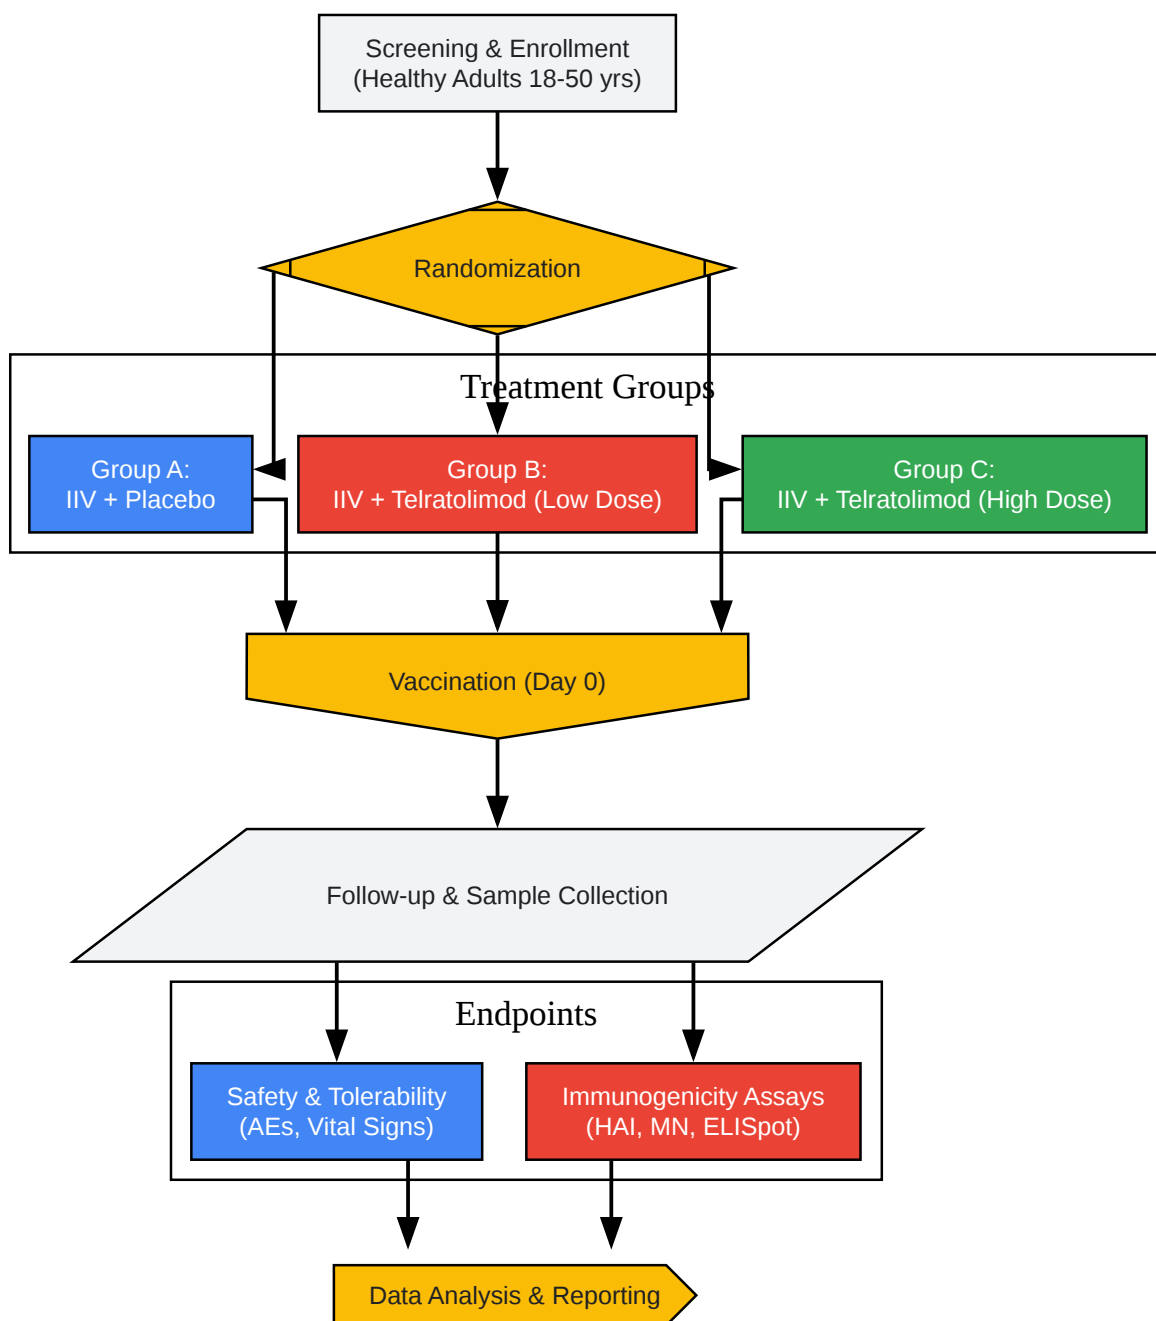 Screening & Enrollment
(Healthy Adults 18-50 yrs)
Randomization
Treatment Groups
Group A:
IIV + Placebo
Group B:
IIV + Telratolimod (Low Dose)
Group C:
IIV + Telratolimod (High Dose)
Vaccination (Day 0)
Follow-up & Sample Collection
Endpoints
Safety & Tolerability
(AEs, Vital Signs)
Immunogenicity Assays
(HAI, MN, ELISpot)
Data Analysis & Reporting